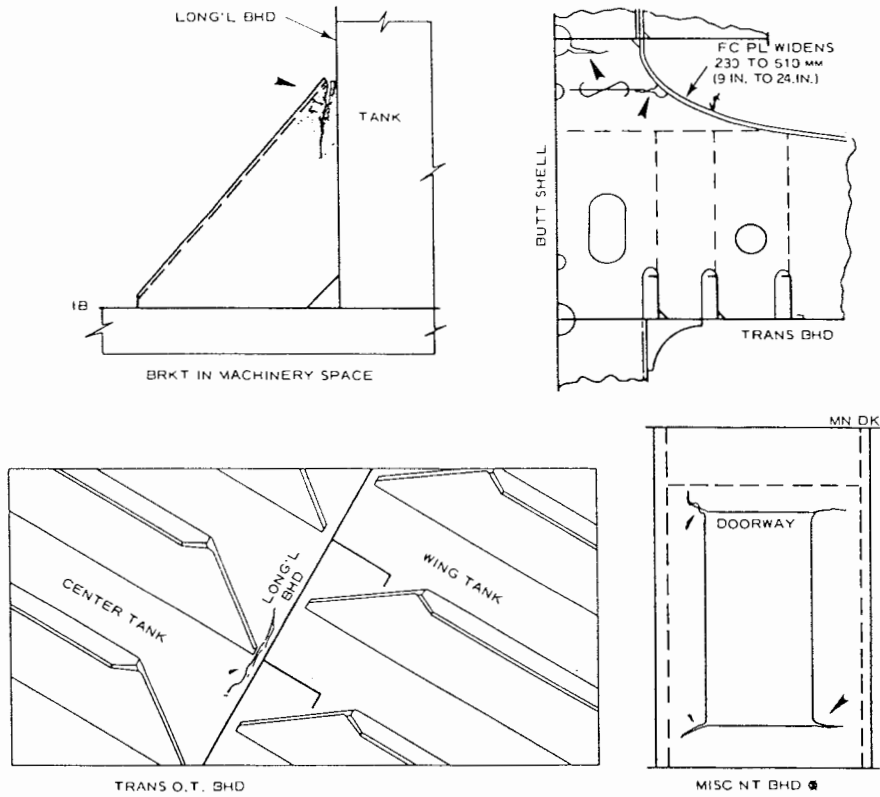 LONG'L BHD
TANK
IB
BRKT IN MACHINERY SPACE
FC PL WIDENS
230 TO 510 MM
(9 IN. TO 24 IN.)
BUTT SHELL
TRANS BHD
CENTER TANK
LONG'L
BHD
WING TANK
TRANS O.T. BHD
MN DK
DOORWAY
MISC NT BHD